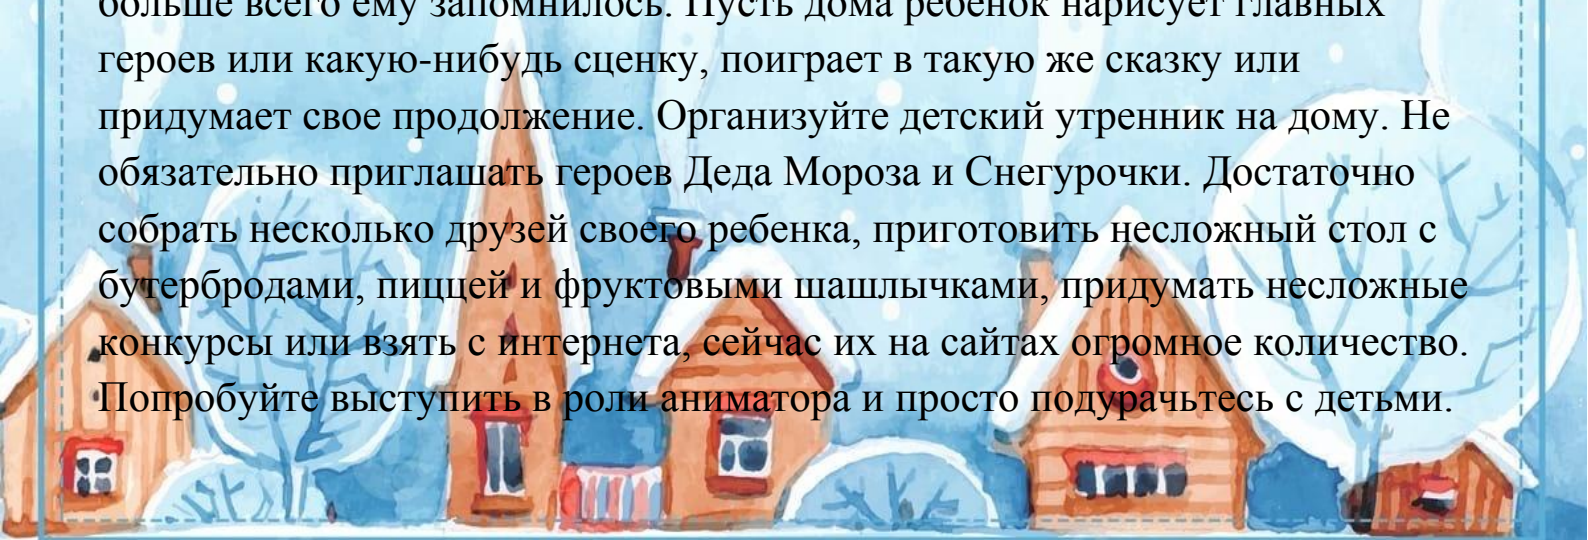 больше всего ему запомнилось. Пусть дома ребенок нарисует главных
героев или какую-нибудь сценку, поиграет в такую же сказку или
придумает свое продолжение. Организуйте детский утренник на дому. Не
обязательно приглашать героев Деда Мороза и Снегурочки. Достаточно
собрать несколько друзей своего ребенка, приготовить несложный стол с
бутербродами, пиццей и фруктовыми шашлычками, придумать несложные
конкурсы или взять с интернета, сейчас их на сайтах огромное количество.
Попробуйте выступить в роли аниматора и просто подурачьтесь с детьми.